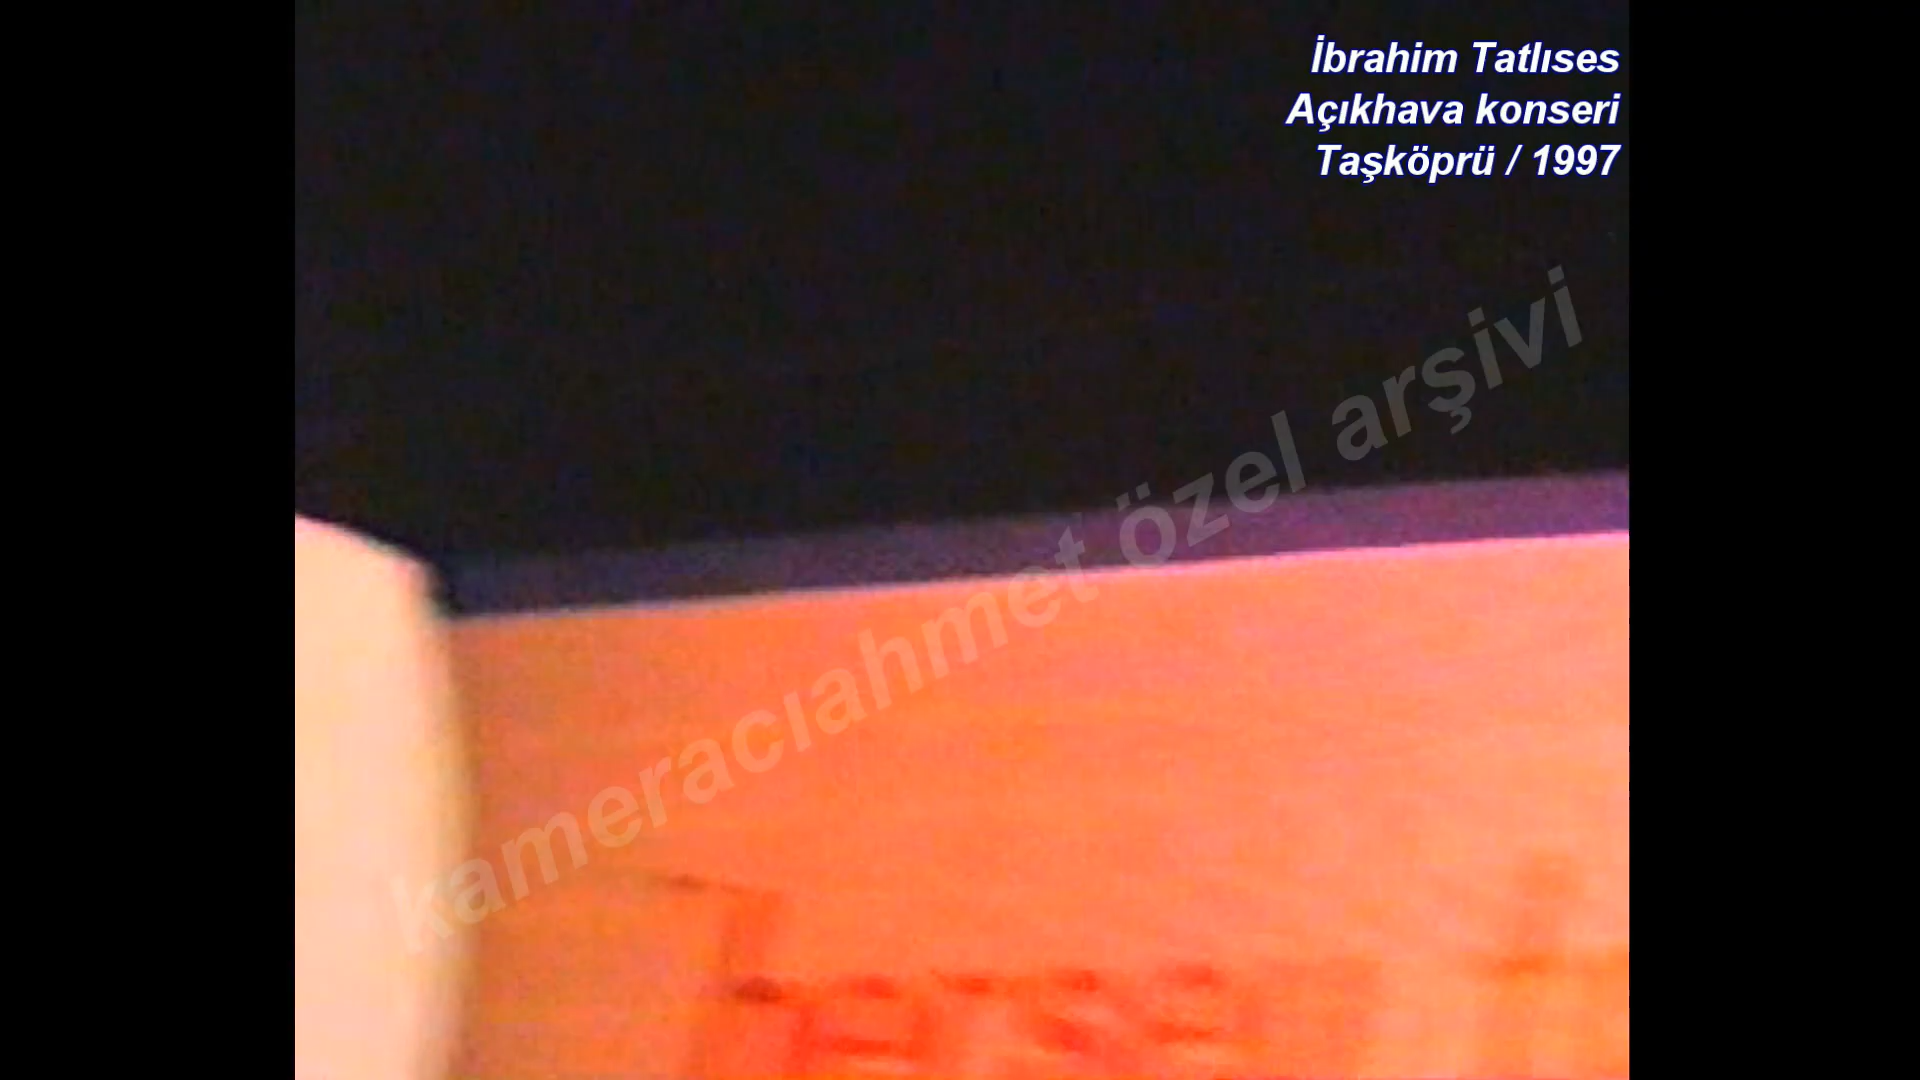 İbrahim Tatlıses
Açıkhava konseri
Taşköprü / 1997
kameracıahmet özel arşivi